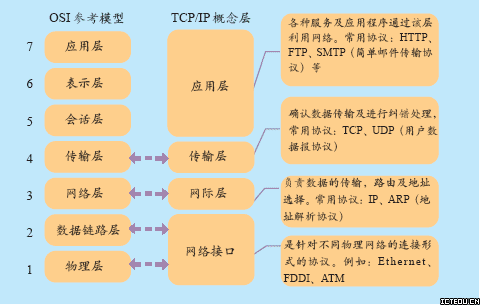 OSI 参考模型
TCP/IP 概念层
7
应用层
6
表示层
5
会话层
4
传输层
3
网络层
2
数据链路层
1
物理层
应用层
传输层
网际层
网络接口
各种服务及应用程序通过该层
利用网络。常用协议：HTTP、
FTP、SMTP（简单邮件传输协
议）等
确认数据传输及进行纠错处理，
常用协议：TCP、UDP（用户数
据报协议）
负责数据的传输，路由及地址
选择。常用协议：IP、ARP（地
址解析协议）
是针对不同物理网络的连接形
式的协议。例如：Ethernet、
FDDI、ATM
ICTEDU.CN